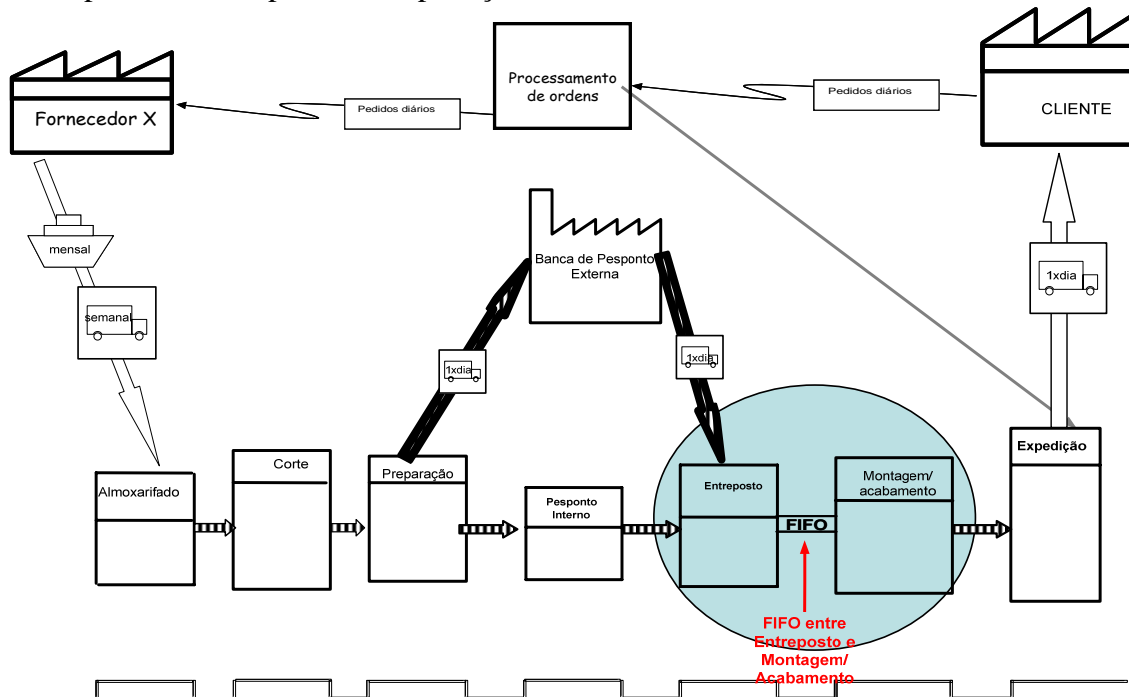 Processamento
de ordens
Fornecedor X
Pedidos diários
Pedidos diários
CLIENTE
mensal
semanal
Banca de Pesponto
Externa
1xdia
1xdia
1xdia
Almoxarifado
Corte
Preparação
Pesponto
Interno
Entreposto
Montagem/
acabamento
Expedição
FIFO
FIFO entre
Entreposto e
Montagem/
Acabamento